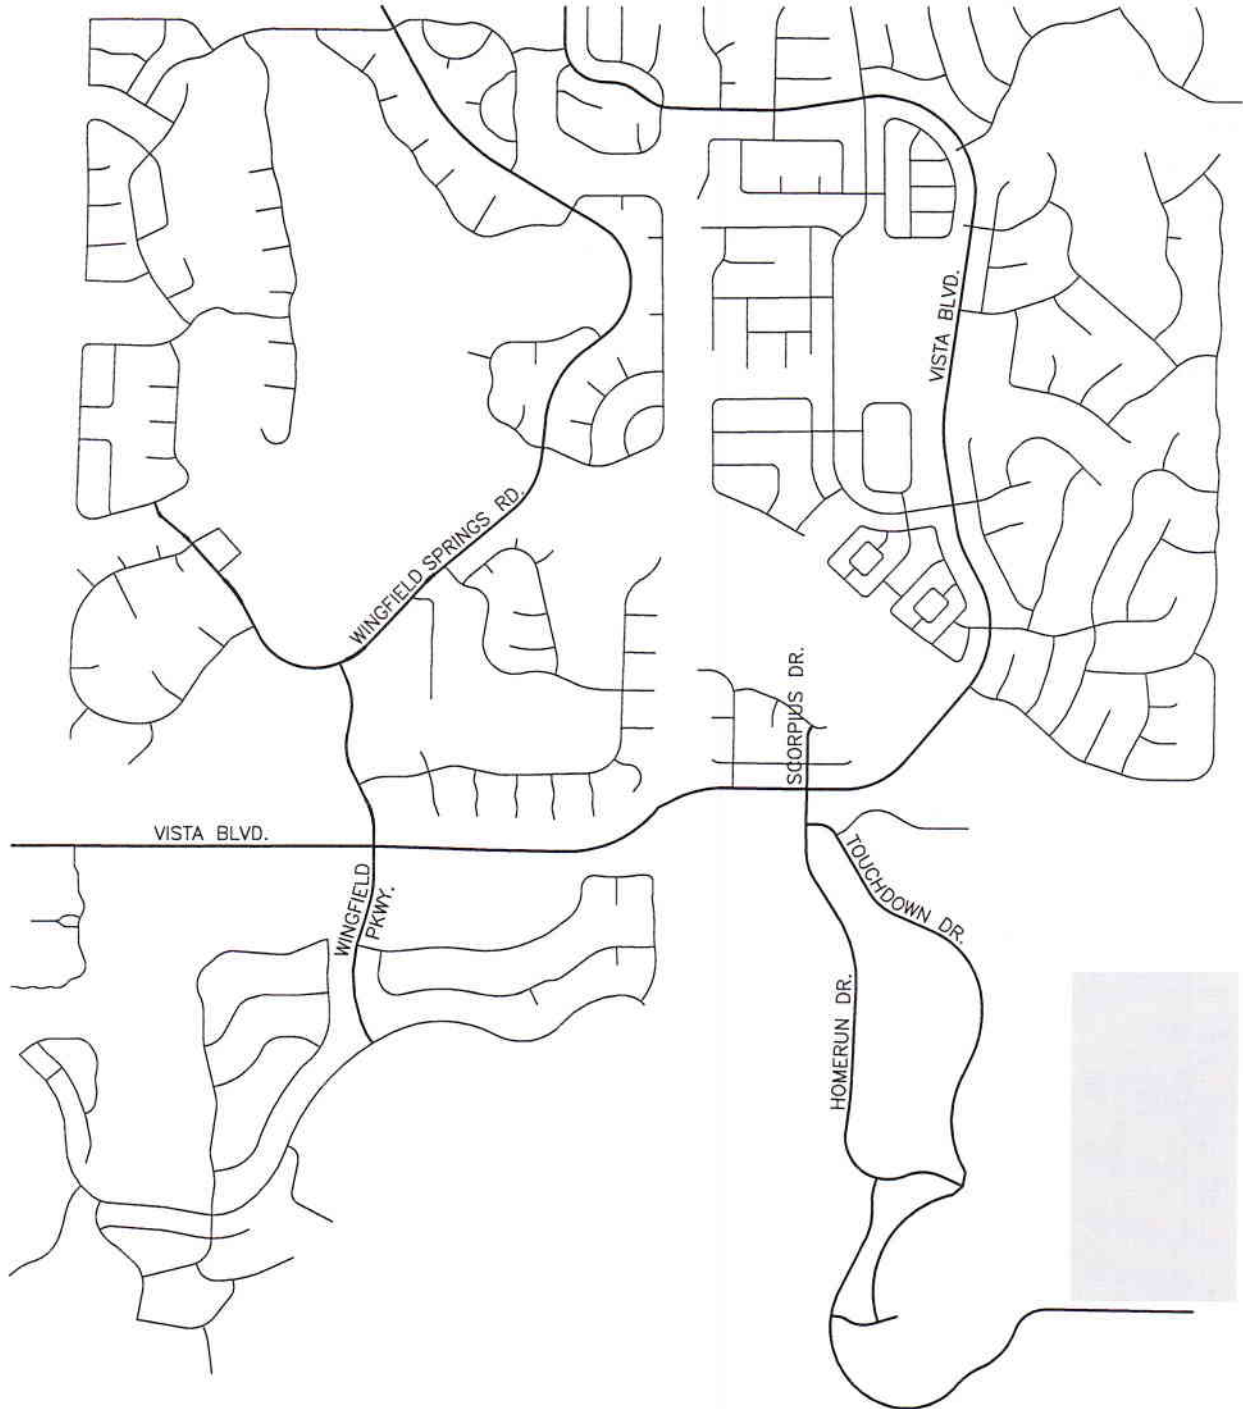 VISTA BLVD.
WINGFIELD SPRINGS RD.
SCORPIUS DR.
VISTA BLVD.
WINGFIELD
PKWY.
TOUCHDOWN DR.
HOMERUN DR.